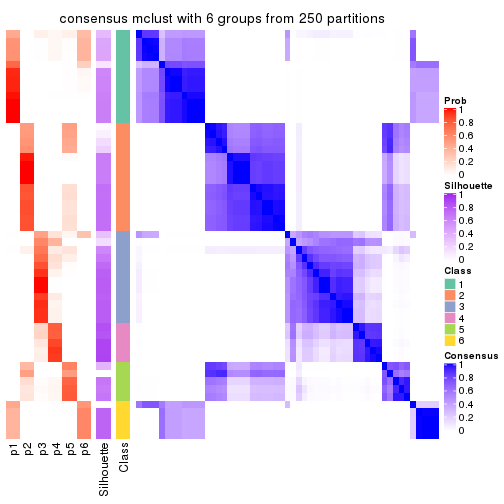 consensus mclust with 6 groups from 250 partitions
Prob
1
0.8
0.6
0.4
0.2
0
Silhouette
1
0.8
0.6
0.4
0.2
0
Class
1
2
3
4
5
6
Consensus
1
0.8
0.6
0.4
0.2
0
p1
p2
p3
p4
p5
p6
Silhouette
Class